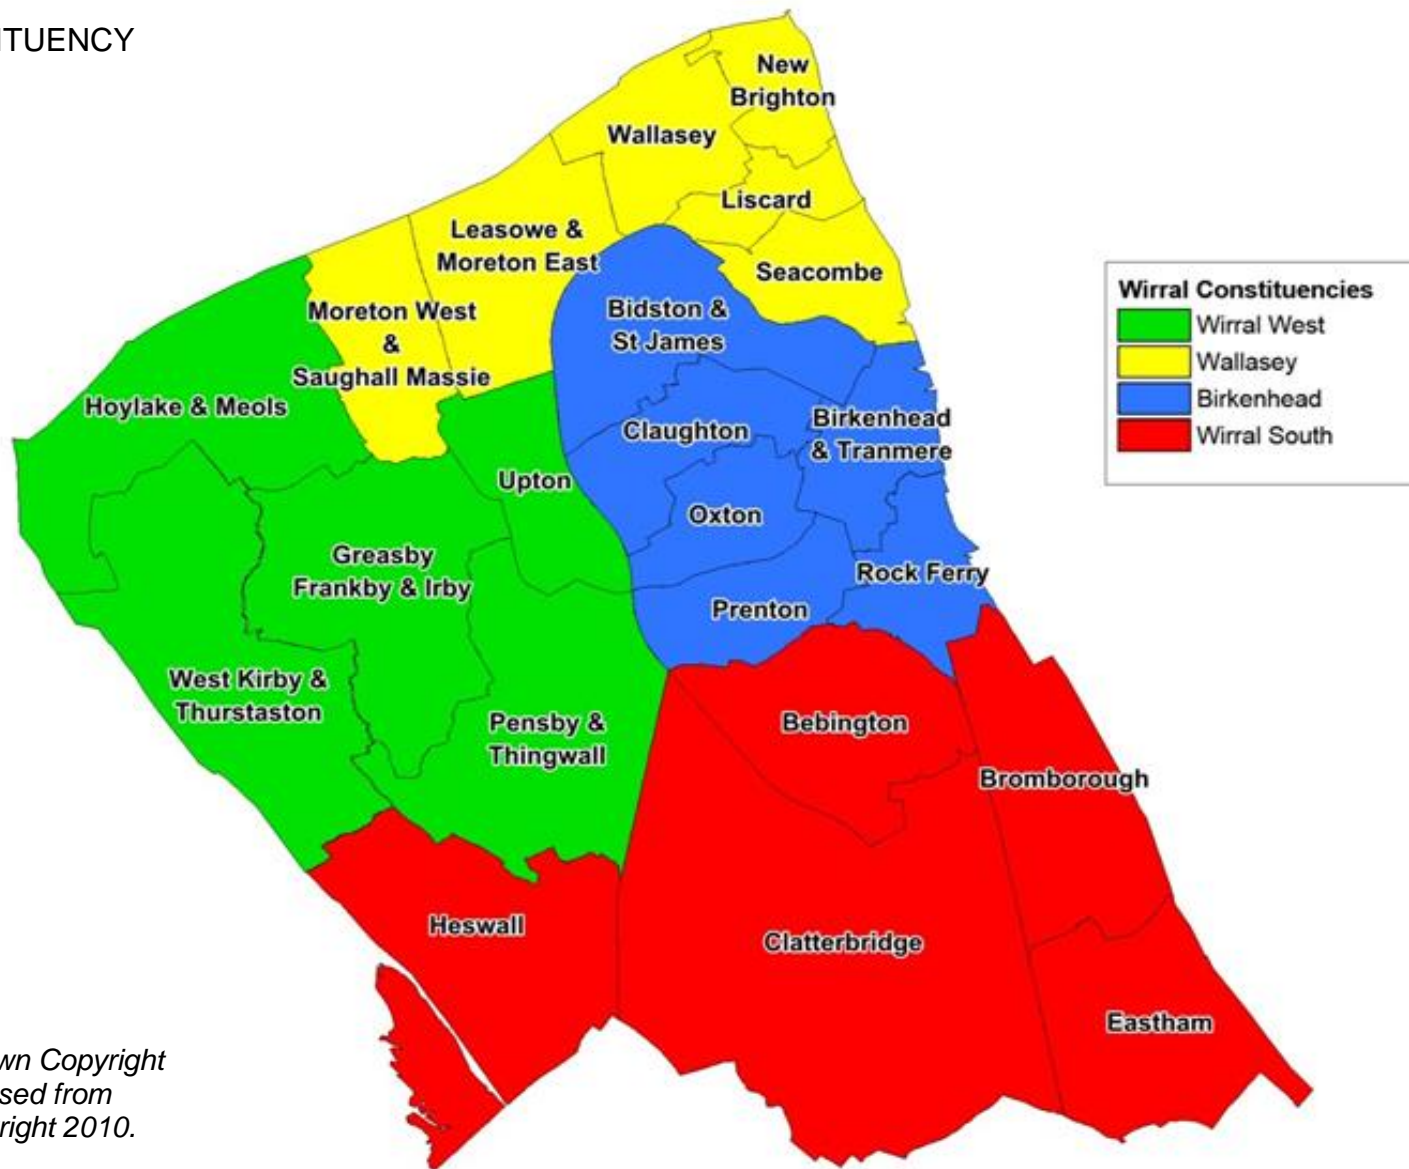 ITUENCY
New
Brighton
Wallasey
Liscard
Leasowe &
Moreton East
Seacombe
Moreton West
&
Saughall Massie
Bidston &
St James
Hoylake & Meols
Claughton
Birkenhead
& Tranmere
Upton
Oxton
Greasby
Frankby & Irby
Rock Ferry
Prenton
West Kirby &
Thurstaston
Pensby &
Thingwall
Bebington
Bromborough
Heswall
Clatterbridge
Eastham
Wirral Constituencies
Wirral West
Wallasey
Birkenhead
Wirral South
wn Copyright
sed from
right 2010.